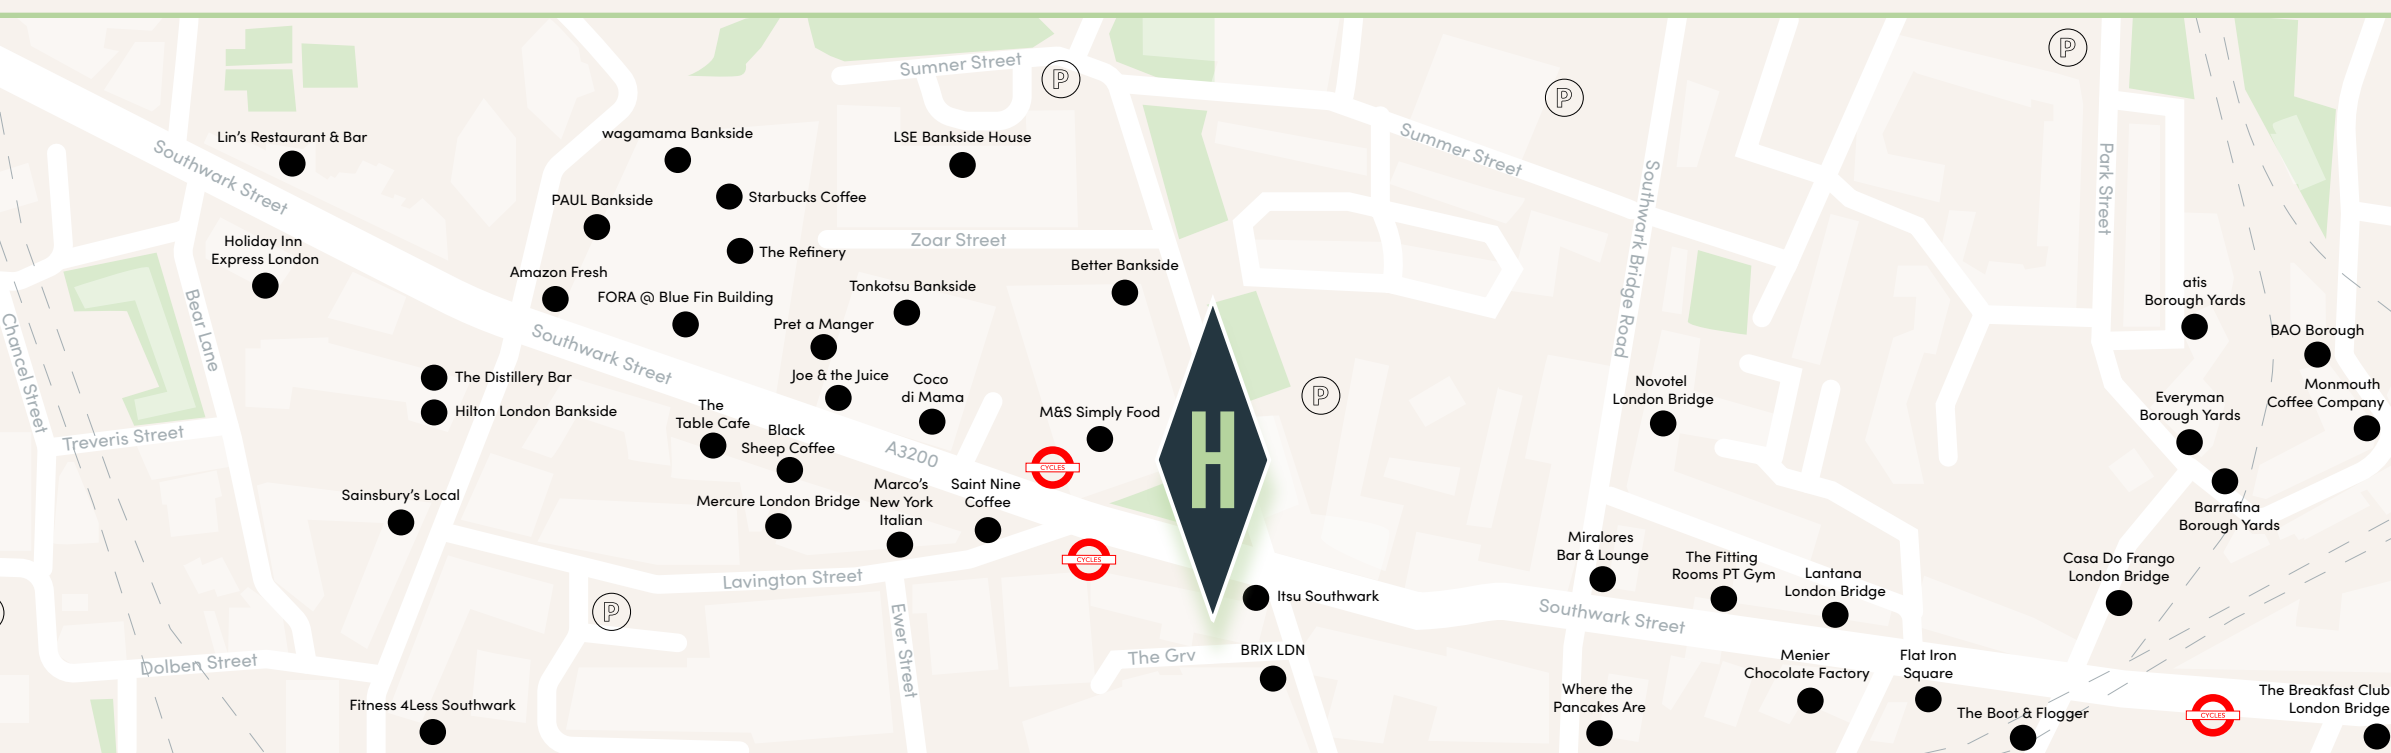 Sumner Street
P
P
P
Lin's Restaurant & Bar
wagamama Bankside
LSE Bankside House
Summer Street
Southwark Street
Southwark Bridge Road
Park Street
PAUL Bankside
Starbucks Coffee
Zoar Street
The Refinery
Holiday Inn
Express London
Amazon Fresh
FORA @ Blue Fin Building
Tonkotsu Bankside
Better Bankside
atis
Borough Yards
Chancel Street
Bear Lane
Southwark Street
Pret a Manger
BAO Borough
The Distillery Bar
Hilton London Bankside
Joe & the Juice
Coco
di Mama
P
Novotel
London Bridge
Monmouth
Coffee Company
The
Table Cafe
Black
Sheep Coffee
M&S Simply Food
Everyman
Borough Yards
Treveris Street
A3200
CYCLES
H
Sainsbury's Local
Mercure London Bridge
Marco's
New York
Italian
Saint Nine
Coffee
Barrafina
Borough Yards
CYCLES
Miralores
Bar & Lounge
The Fitting
Rooms PT Gym
Lantana
London Bridge
Casa Do Frango
London Bridge
Lavington Street
P
Ewer Street
Itsu Southwark
Southwark Street
Dolben Street
The Grv
BRIX LDN
Menier
Chocolate Factory
Flat Iron
Square
Fitness 4Less Southwark
Where the
Pancakes Are
The Boot & Flogger
CYCLES
The Breakfast Club
London Bridge